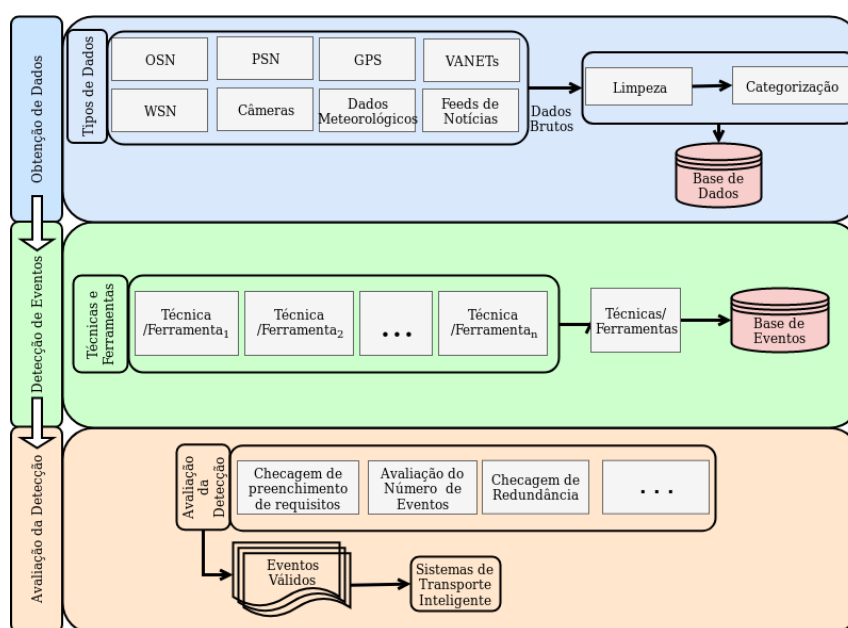 Obtenção de Dados
Tipos de Dados
OSN
PSN
GPS
VANETs
WSN
Câmeras
Dados
Meteorológicos
Feeds de
Notícias
Dados
Brutos
Limpeza
Categorização
Base de
Dados
Detecção de Eventos
Técnicas e
Ferramentas
Técnica
/Ferramenta1
Técnica
/Ferramenta2
...
Técnica
/Ferramentan
Técnicas/
Ferramentas
Base de
Eventos
Avaliação da Detecção
Avaliação
da
Detecção
Checagem de
preenchimento
de requisitos
Avaliação do
Número de
Eventos
Checagem de
Redundância
...
Eventos
Válidos
Sistemas de
Transporte
Inteligente